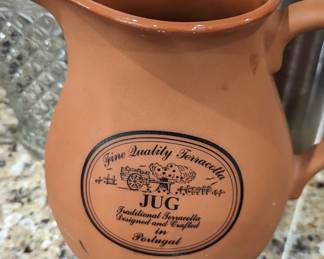 Fine Quality Terracotta
JUG
Traditional Terracotta
Designed and Crafted
in
Portugal